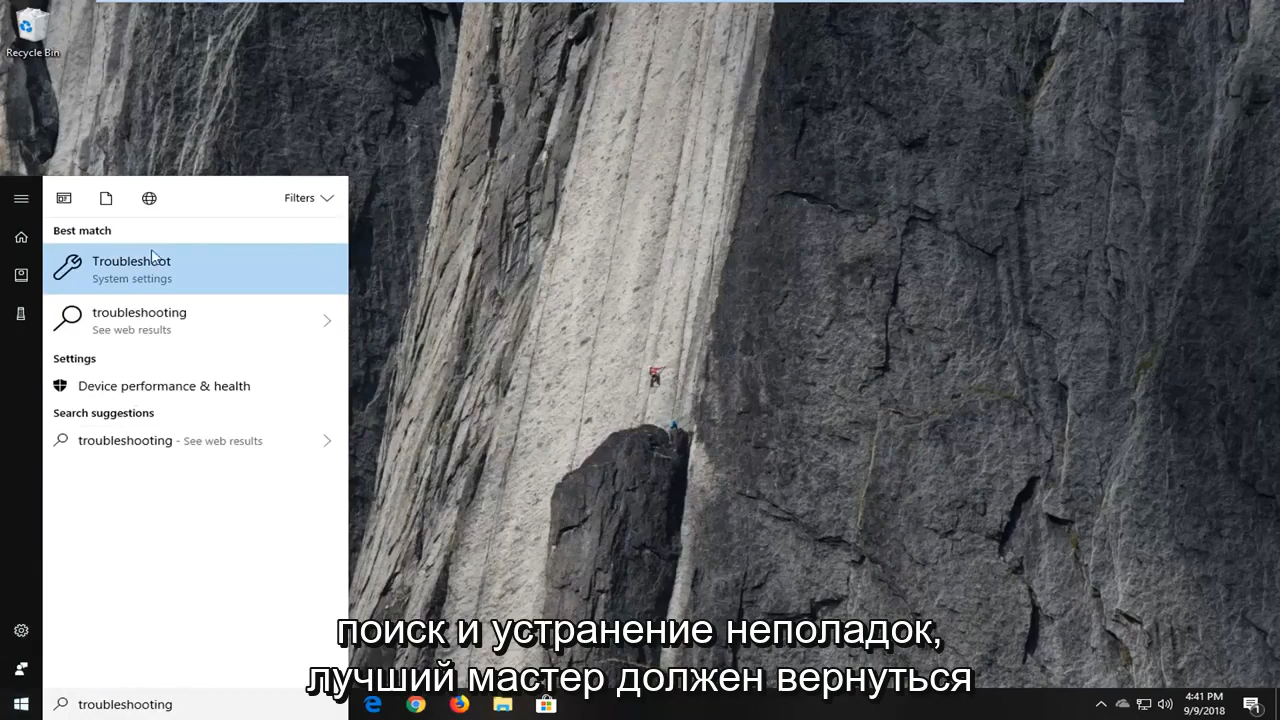 Recycle Bin
Filters
Best match
Troubleshoot
System settings
troubleshooting
See web results
Settings
Device performance & health
Search suggestions
troubleshooting - See web results
поиск и устранение неполадок,
лучший мастер должен вернуться
troubleshooting
4:41 PM
9/9/2018
1